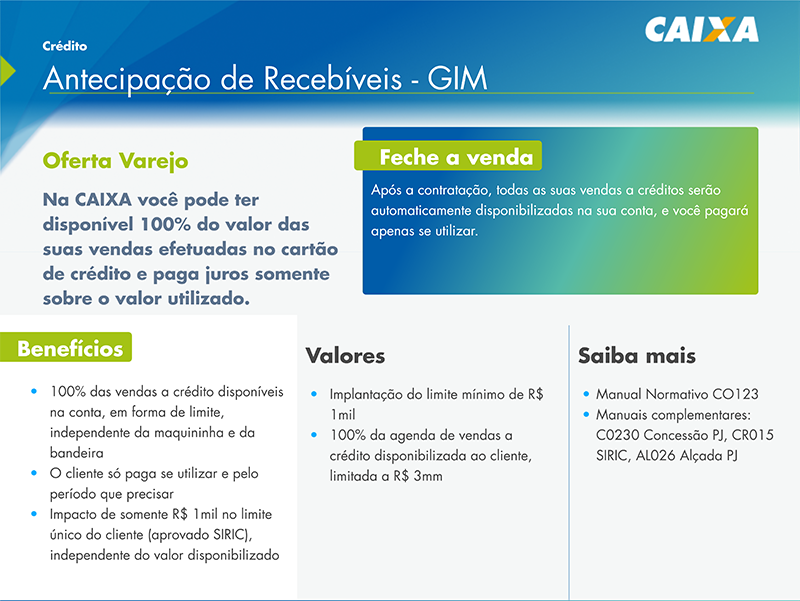 CAIXA
Crédito
Antecipação de Recebíveis - GIM
Oferta Varejo
Na CAIXA você pode ter
disponível 100% do valor das
suas vendas efetuadas no cartão
de crédito e paga juros somente
sobre o valor utilizado.
Feche a venda
Após a contratação, todas as suas vendas a créditos serão
automaticamente disponibilizadas na sua conta, e você pagará
apenas se utilizar.
Benefícios
• 100% das vendas a crédito disponíveis
na conta, em forma de limite,
independente da maquininha e da
bandeira
• O cliente só paga se utilizar e pelo
período que precisar
• Impacto de somente R$ 1mil no limite
único do cliente (aprovado SIRIC),
independente do valor disponibilizado
Valores
• Implantação do limite mínimo de R$
1mil
• 100% da agenda de vendas a
crédito disponibilizada ao cliente,
limitada a R$ 3mm
Saiba mais
• Manual Normativo CO123
• Manuais complementares:
C0230 Concessão PJ, CR015
SIRIC, AL026 Alçada PJ